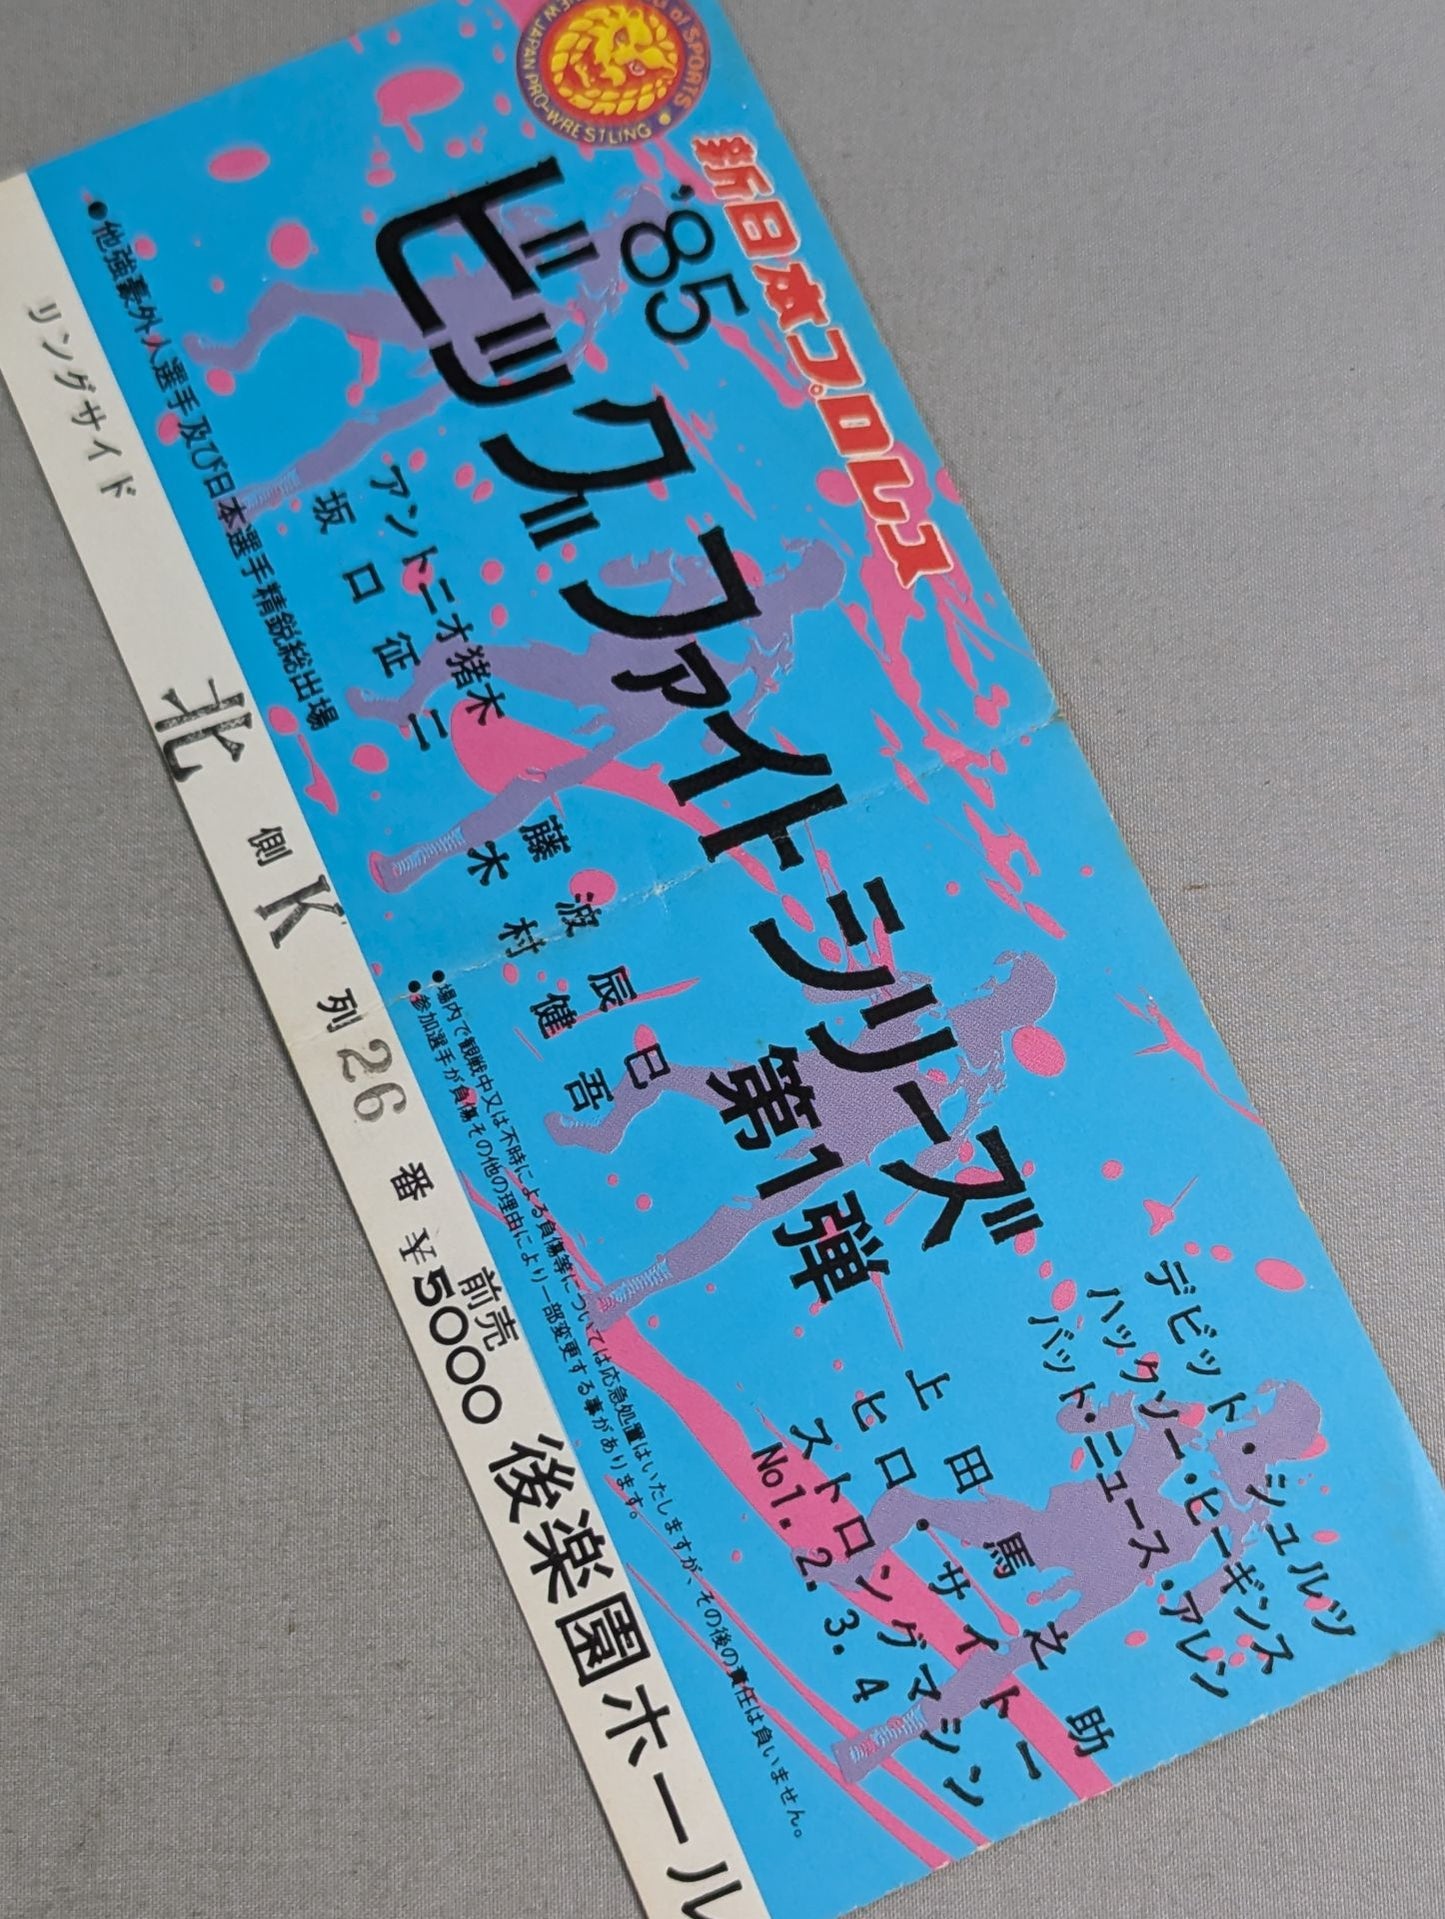 新日本プロレス
'85
ビッグファイトシリーズ
第1弾
NEW JAPAN PRO-WRESTLING
of SPORTS
アントニオ猪木
坂口征二
藤波辰巳
木村健吾
上田馬之助
ヒロ・サイトー
ストロングマシン
No1.2.3.4
デビット・シュルツ
ハックソー・ヒーギンス
バット・ニュース・アレン
●他強豪外人選手及び日本選手精鋭総出場
●場内で観戦中又は不時による負傷等については応急処置はいたしますが、その後の責任は負いません。
●参加選手が負傷その他の理由により一部変更する事があります。
リングサイド
北側K列26番
前売
¥5000
後楽園ホール